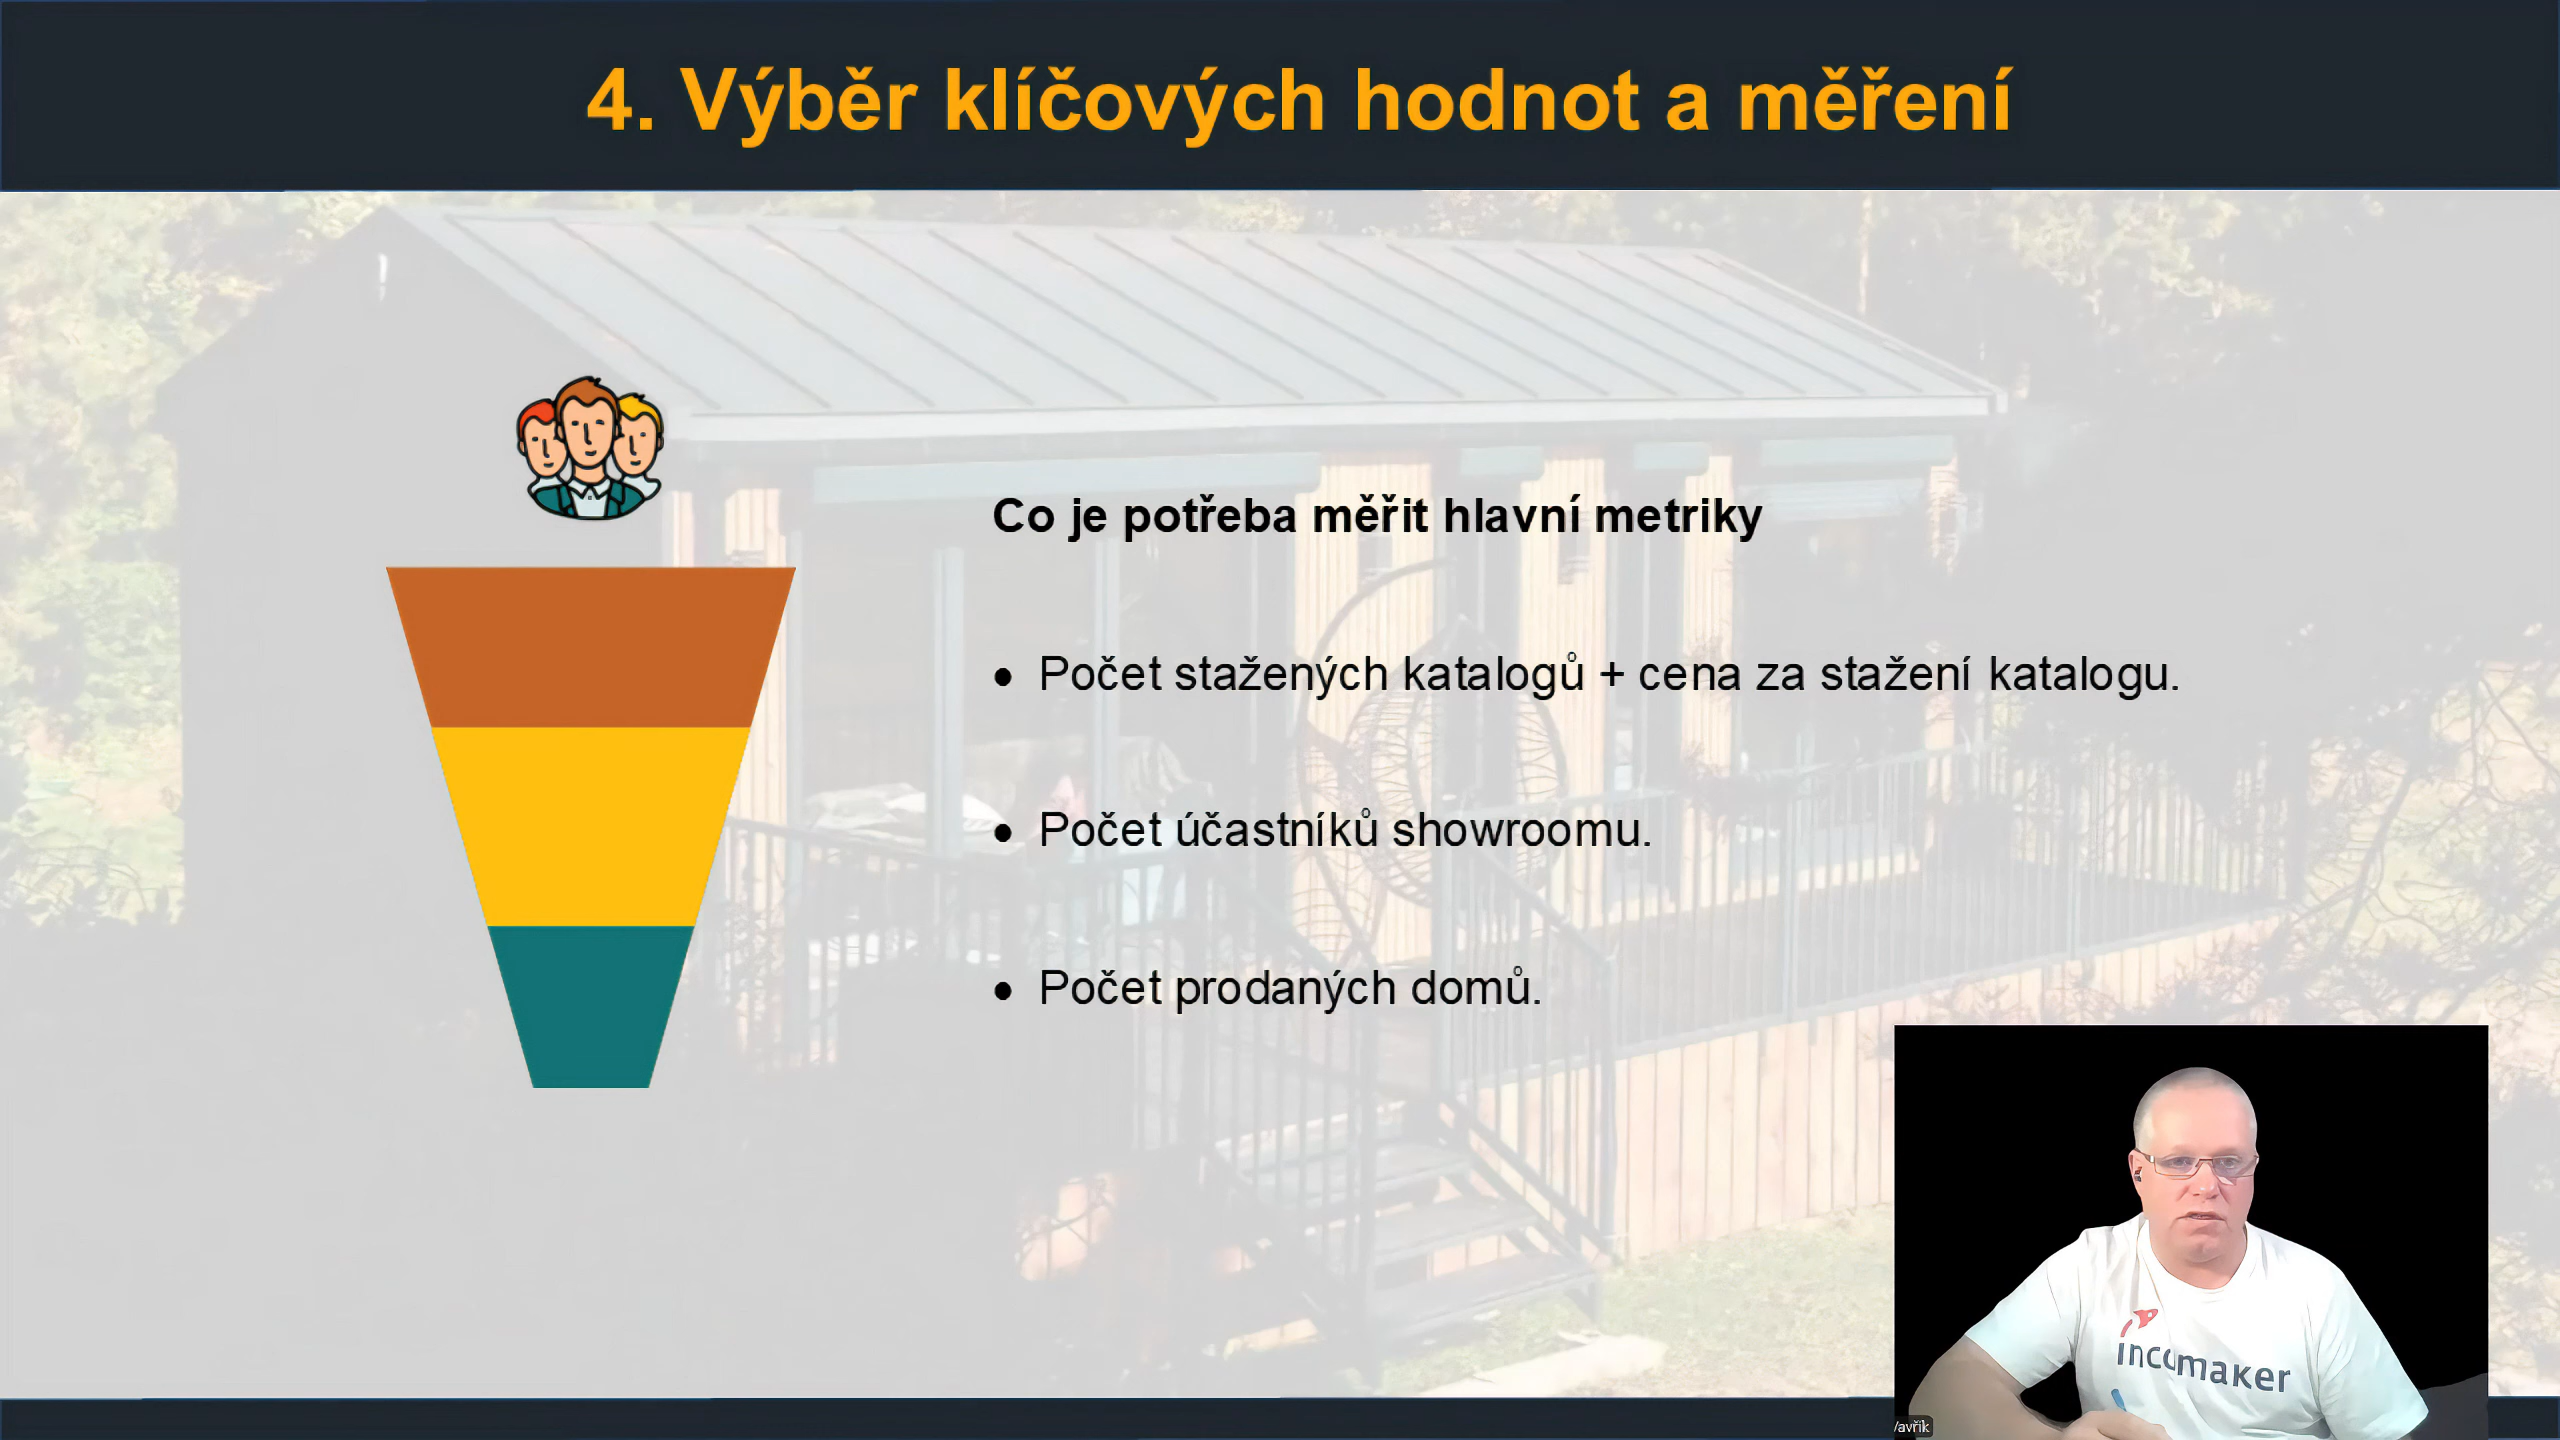 4. Výběr klíčových hodnot a měření
Co je potřeba měřit hlavní metriky
● Počet stažených katalogů + cena za stažení katalogu.
● Počet účastníků showroomu.
● Počet prodaných domů.
incomaker